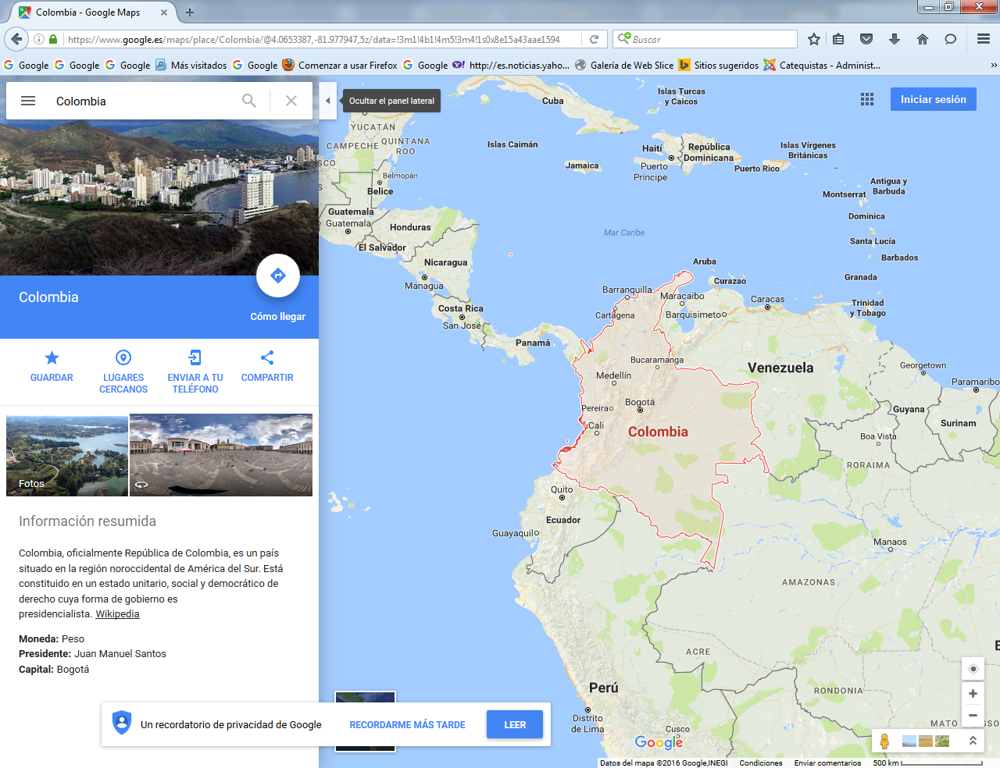 Colombia - Google Maps
https://www.google.es/maps/place/Colombia/@4.0653387,-81.977947,5z/data=!3m1!4b1!4m5!3m4!1s0x8e15a43aae1594
Buscar
Google
Google
Google
Más visitados
Google
Comenzar a usar Firefox
Google
http://es.noticias.yaho...
Galería de Web Slice
Sitios sugeridos
Catequistas - Administ...
Colombia
Ocultar el panel lateral
Iniciar sesión
Colombia
Cómo llegar
GUARDAR
LUGARES
CERCANOS
ENVIAR A TU
TELÉFONO
COMPARTIR
Fotos
Información resumida
Colombia, oficialmente República de Colombia, es un país
situado en la región noroccidental de América del Sur. Está
constituido en un estado unitario, social y democrático de
derecho cuya forma de gobierno es
presidencialista. Wikipedia
Moneda: Peso
Presidente: Juan Manuel Santos
Capital: Bogotá
Un recordatorio de privacidad de Google
RECORDARME MÁS TARDE
LEER
Cuba
Islas Turcas
y Caicos
YUCATÁN
CAMPECHE
QUINTANA
ROO
SCO
Islas Caimán
Haití
República
Dominicana
Islas Vírgenes
Británicas
Jamaica
Puerto
Príncipe
Puerto Rico
Belmopán
Belice
Antigua y
Barbuda
Montserrat
Guatemala
Guatemala
Honduras
Dominica
Mar Caribe
El Salvador
Santa Lucía
Nicaragua
Aruba
Barbados
Managua
Curazao
Granada
Barranquilla
Maracaibo
Caracas
Costa Rica
Cartagena
Barquisimeto
Trinidad
y Tobago
San José
Panamá
Bucaramanga
Venezuela
Georgetown
Medellín
Paramaribo
Pereira
Bogotá
Guyana
Cali
Colombia
Surinam
Boa Vista
RORAIMA
Quito
Ecuador
Guayaquil
Manaos
AMAZONAS
ACRE
Perú
RONDONIA
Distrito
de Lima
Cusco
MATO
OSSO
Google
Datos del mapa ©2016 Google,INEGI
Condiciones
Enviar comentarios
500 km